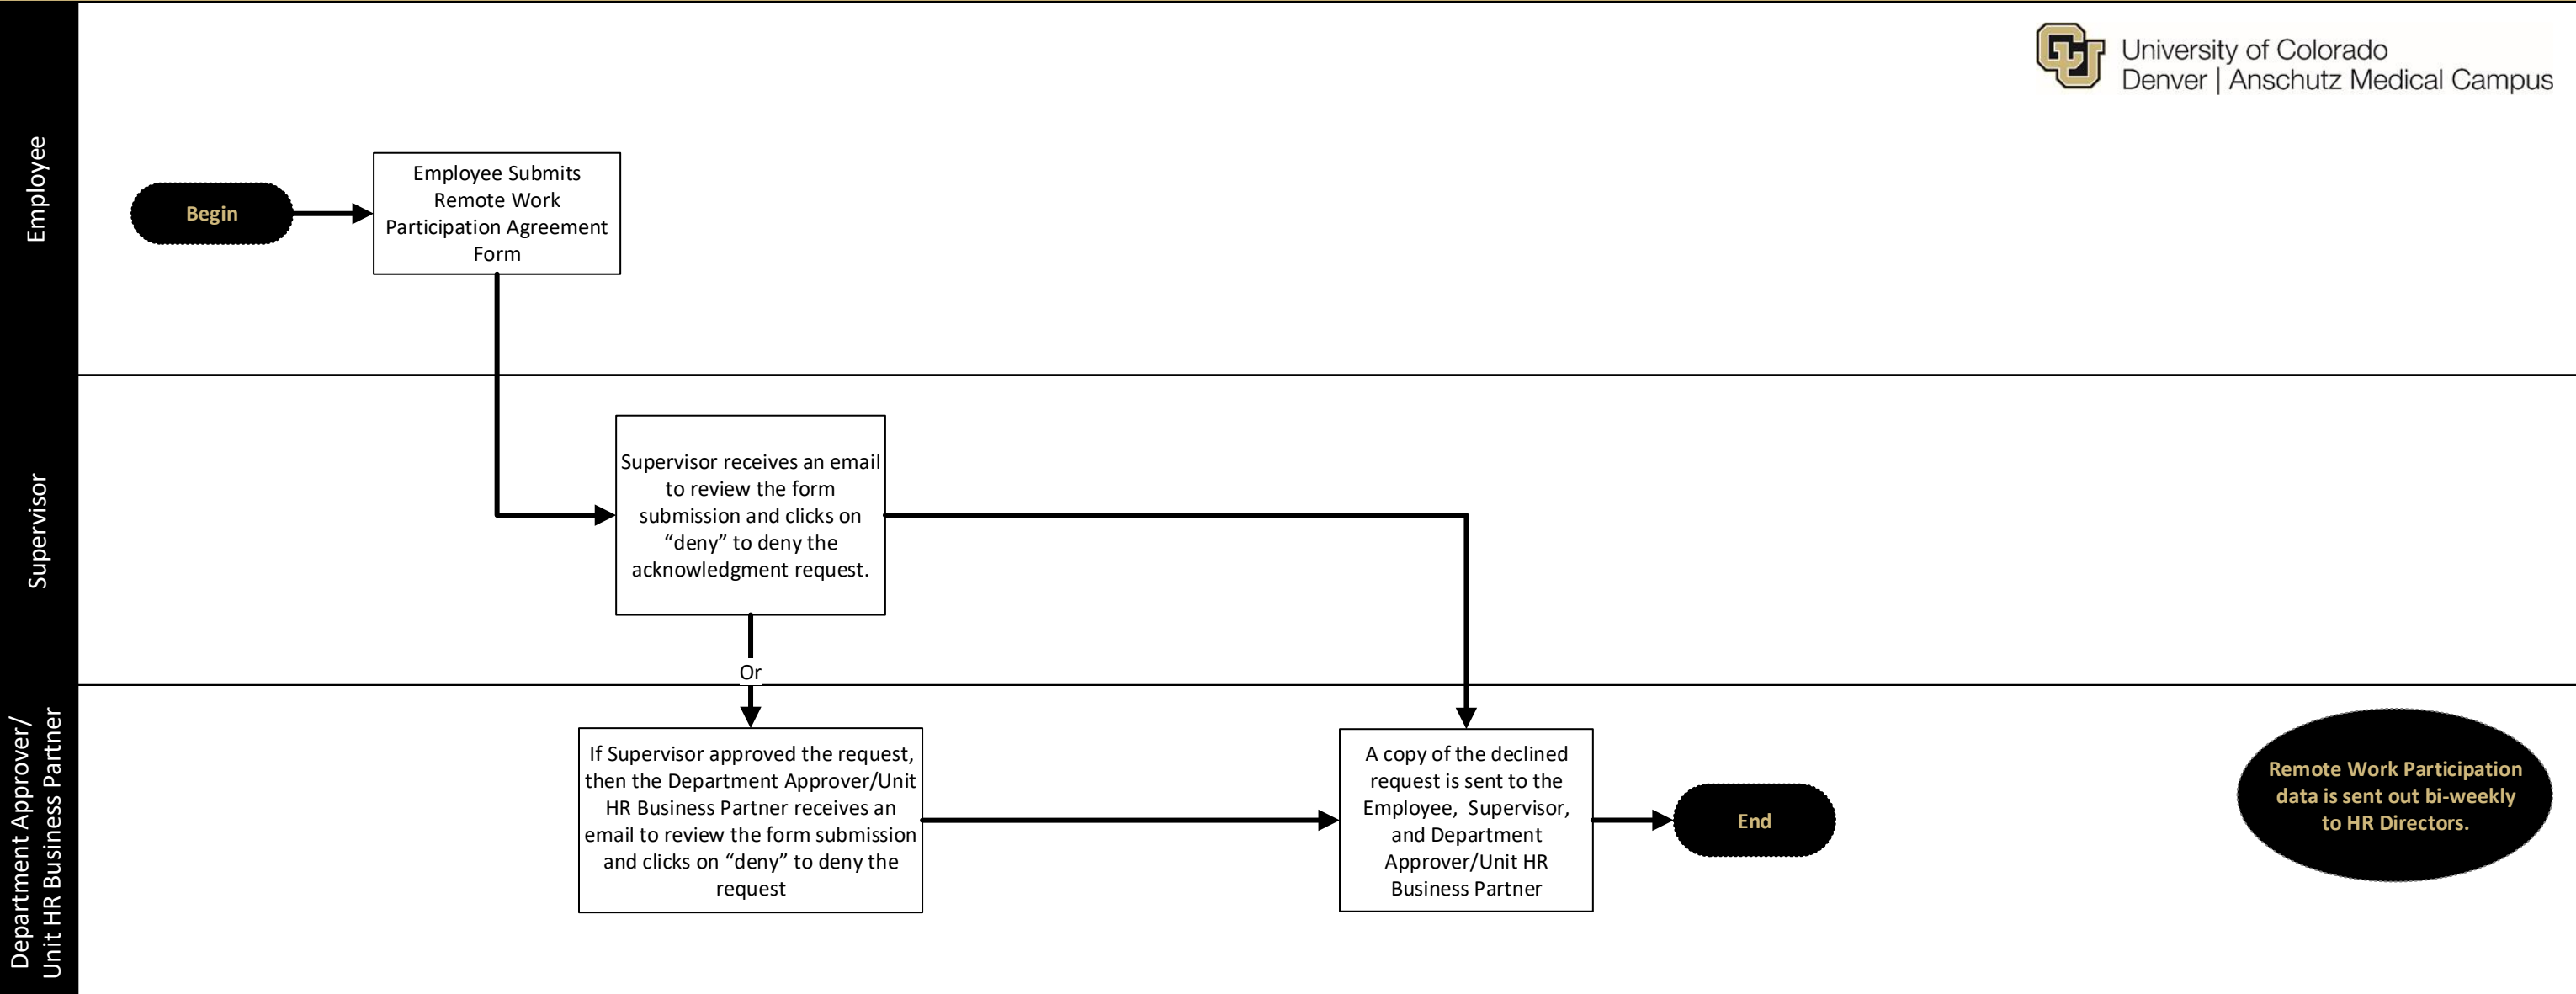 University of Colorado
Denver | Anschutz Medical Campus
Employee
Begin
Employee Submits
Remote Work
Participation Agreement
Form
Supervisor
Supervisor receives an email
to review the form
submission and clicks on
“deny” to deny the
acknowledgment request.
Or
Department Approver/
Unit HR Business Partner
If Supervisor approved the request,
then the Department Approver/Unit
HR Business Partner receives an
email to review the form submission
and clicks on “deny” to deny the
request
A copy of the declined
request is sent to the
Employee,  Supervisor,
and Department
Approver/Unit HR
Business Partner
End
Remote Work Participation
data is sent out bi-weekly
to HR Directors.